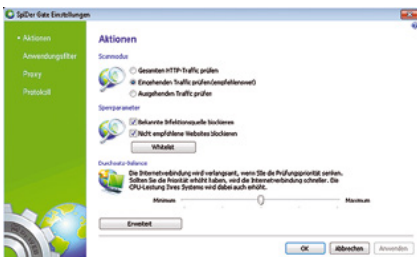 SpIDer Gate Einstellungen
Aktionen
Anwendungsfilter
Proxy
Protokoll
Aktionen
Scanmodus
Gesamten HTTP-Traffic prüfen
Eingehenden Traffic prüfen(empfehlenswert)
Ausgehenden Traffic prüfen
Sperrparameter
Bekannte Infektionsquelle blockieren
Nicht empfohlene Websites blockieren
Whitelist
Durchsatz-Balance
Die Internetverbindung wird verlangsamt, wenn SIe die Prüfungspriorität senken.
Sollten Sie die Priorität erhöht haben, wird die Internetverbindung schneller. Die
CPU-Leistung Ihres Systems wird dabei auch erhöht.
Minimum Maximum
Erweitert
OK Abbrechen Anwenden